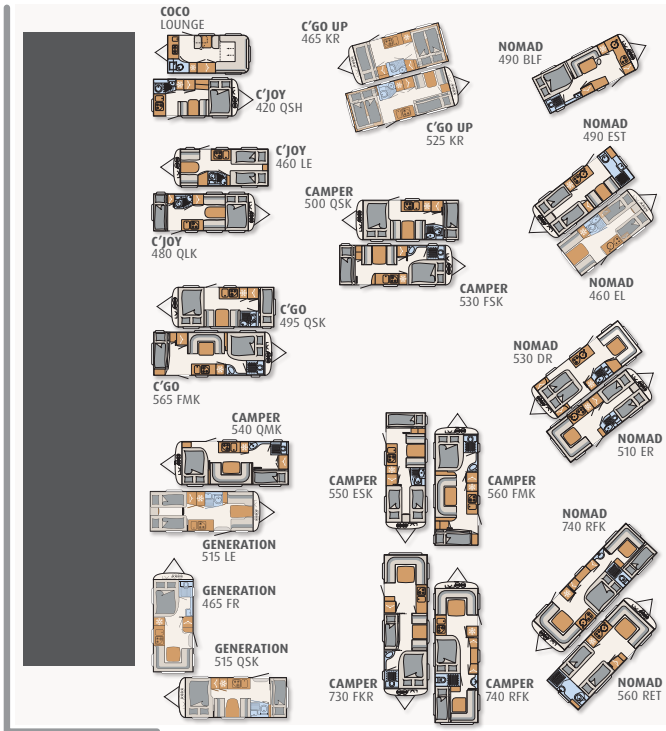 COCO
LOUNGE
C'JOY
420 QSH
C'JOY
460 LE
C'JOY
480 QLK
C'GO
495 QSK
C'GO
565 FMK
CAMPER
540 QMK
GENERATION
515 LE
GENERATION
465 FR
GENERATION
515 QSK
C'GO UP
465 KR
C'GO UP
525 KR
CAMPER
500 QSK
CAMPER
530 FSK
CAMPER
550 ESK
CAMPER
560 FMK
CAMPER
730 FKR
CAMPER
740 RFK
NOMAD
490 BLF
NOMAD
490 EST
NOMAD
460 EL
NOMAD
530 DR
NOMAD
510 ER
NOMAD
740 RFK
NOMAD
560 RET